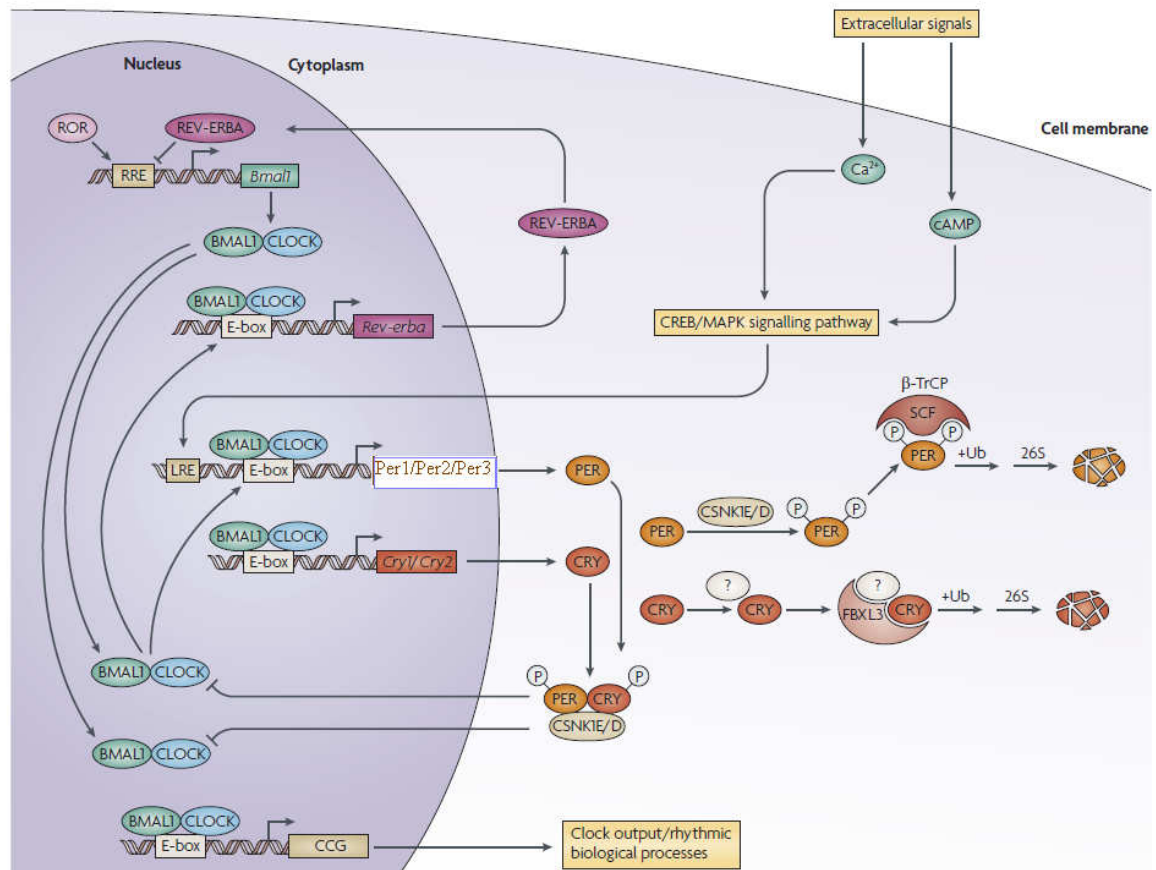 Extracellular signals
Nucleus
Cytoplasm
Cell membrane
ROR
REV-ERBA
RRE
Bmal1
Ca²⁺
BMAL1 CLOCK
REV-ERBA
cAMP
BMAL1 CLOCK
E-box
Rev-erba
CREB/MAPK signalling pathway
β-TrCP
SCF
P P
PER
+Ub
26S
BMAL1 CLOCK
LRE
E-box
Per1/Per2/Per3
PER
CSNK1E/D
PER
P P
PER
BMAL1 CLOCK
E-box
Cry1/Cry2
CRY
?
CRY
CRY
?
FBXL3
CRY
+Ub
26S
BMAL1 CLOCK
P P
PER CRY
CSNK1E/D
BMAL1 CLOCK
BMAL1 CLOCK
E-box
CCG
Clock output/rhythmic
biological processes